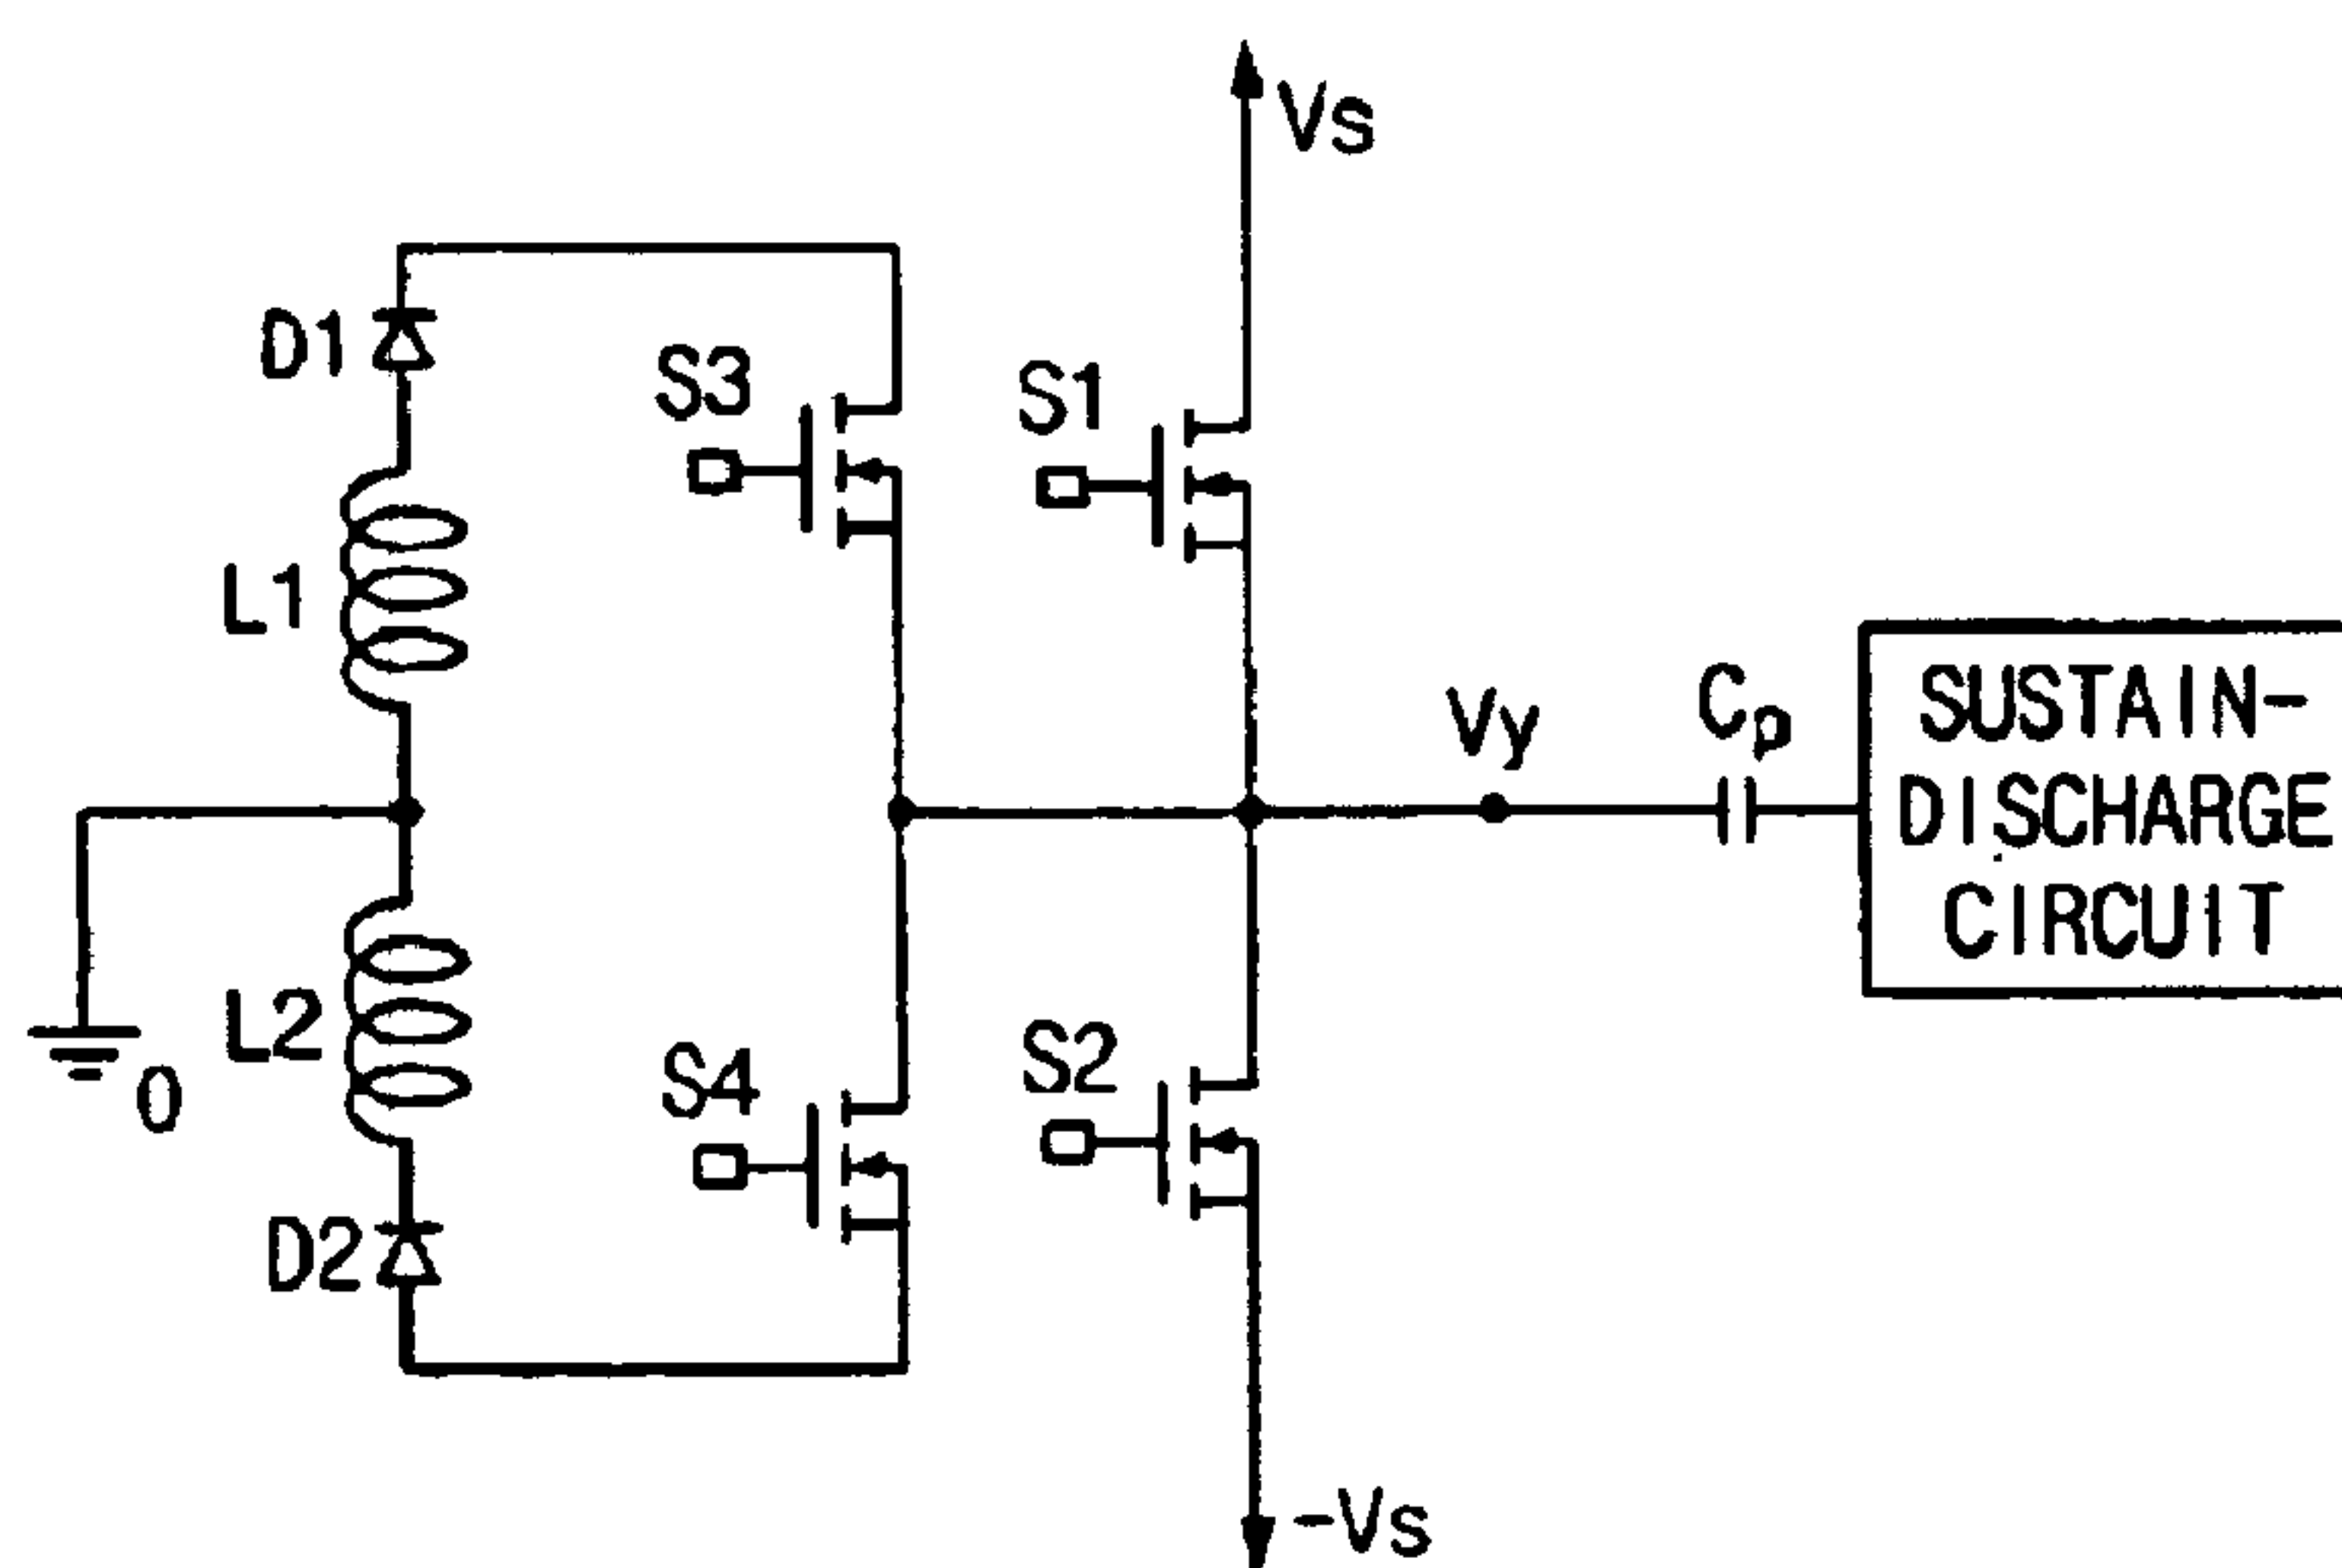 Vs
D1
S3
S1
L1
Vy
Cp
SUSTAIN-
DISCHARGE
CIRCUIT
L2
0
S4
S2
D2
-Vs